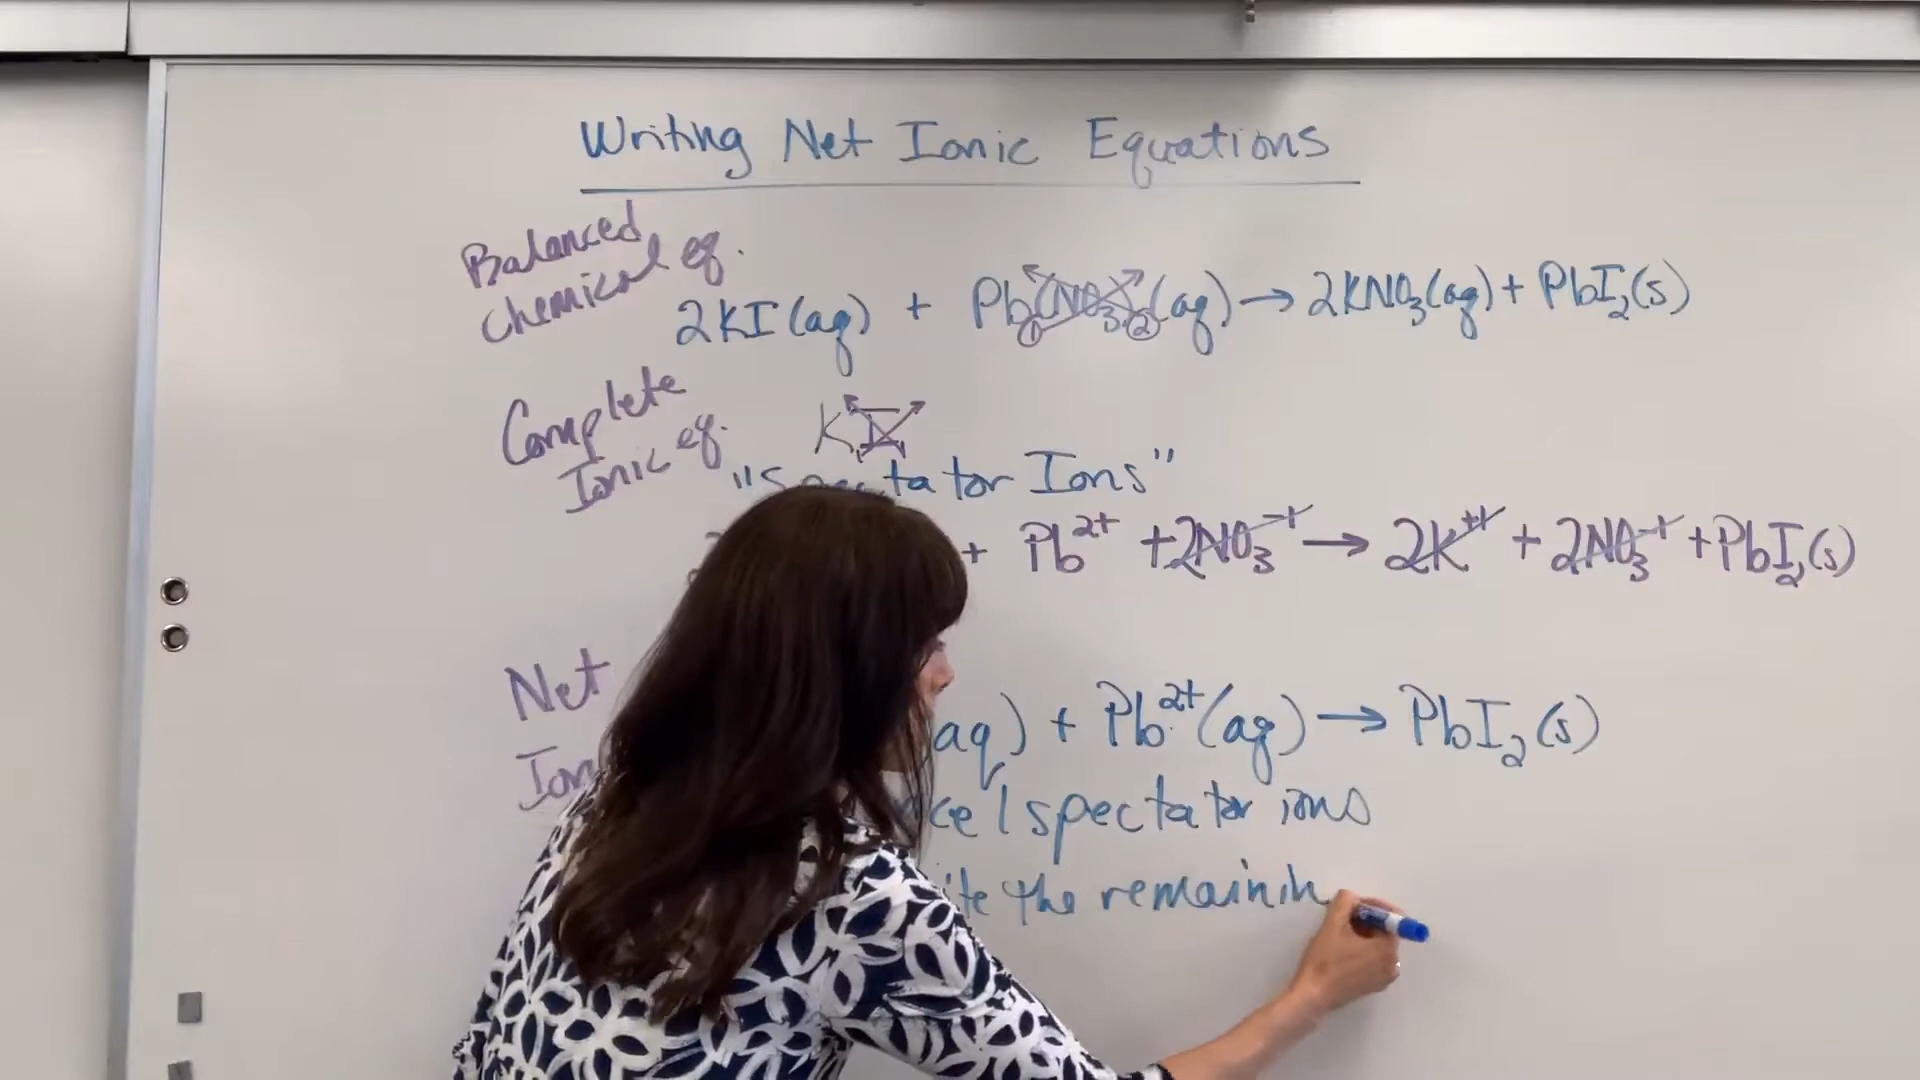 Writing Net Ionic Equations
Balanced
chemical eq.
2KI(aq) + Pb(NO₃)₂(aq) → 2KNO₃(aq) + PbI₂(s)
Complete
Ionic eq.
KI
"Spectator Ions"
+ Pb²⁺ + 2NO₃⁻¹ → 2K⁺¹ + 2NO₃⁻¹ + PbI₂(s)
Net
Ion
aq) + Pb²⁺(aq) → PbI₂(s)
cel spectator ions
te the remainin